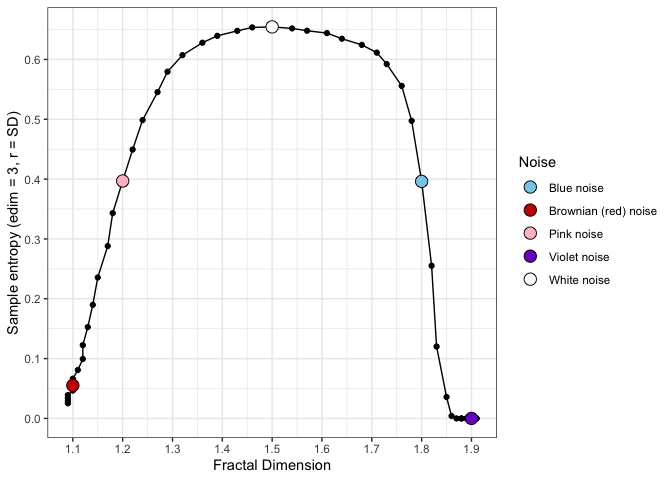 0.6
0.5
0.4
0.3
0.2
0.1
0.0
Sample entropy (edim = 3, r = SD)
1.1 1.2 1.3 1.4 1.5 1.6 1.7 1.8 1.9
Fractal Dimension
Noise
Blue noise
Brownian (red) noise
Pink noise
Violet noise
White noise